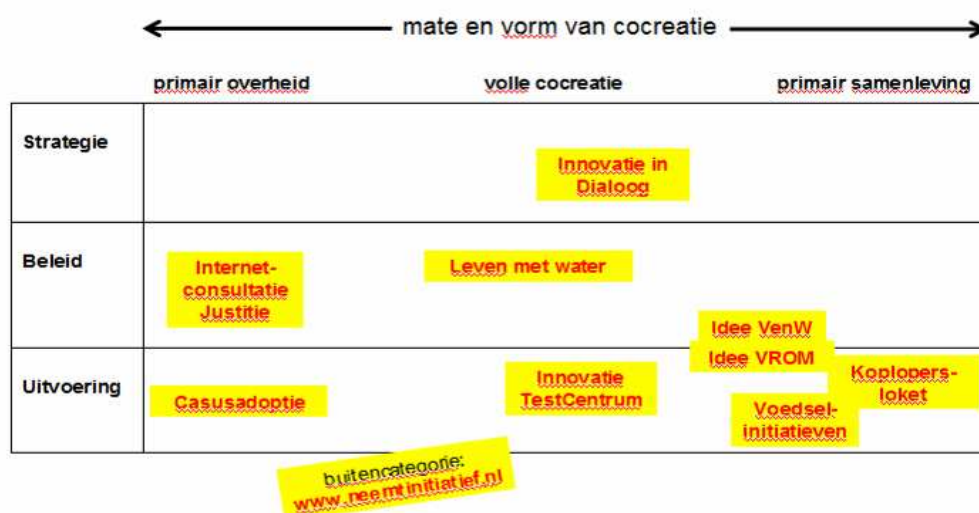 mate en vorm van cocreatie
primair overheid
volle cocreatie
primair samenleving
Strategie
Innovatie in
Dialoog
Beleid
Internet-
consultatie
Justitie
Leven met water
Idee VenW
Idee VROM
Uitvoering
Casusadoptie
Innovatie
TestCentrum
Koplopers-
loket
Voedsel-
initiatieven
buitencategorie:
www.neemtinitiatief.nl